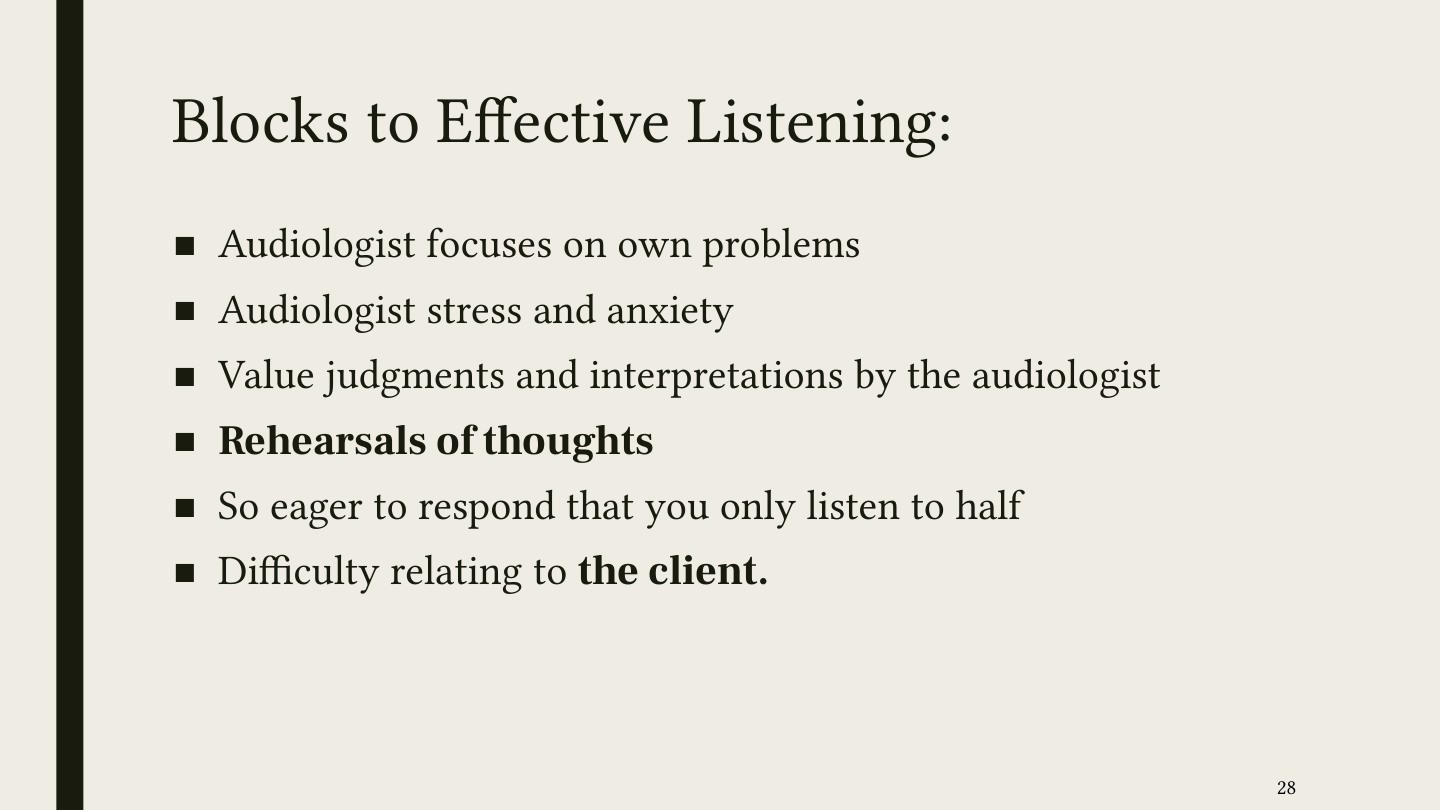 Blocks to Effective Listening:
▪ Audiologist focuses on own problems
▪ Audiologist stress and anxiety
▪ Value judgments and interpretations by the audiologist
▪ Rehearsals of thoughts
▪ So eager to respond that you only listen to half
▪ Difficulty relating to the client.
28